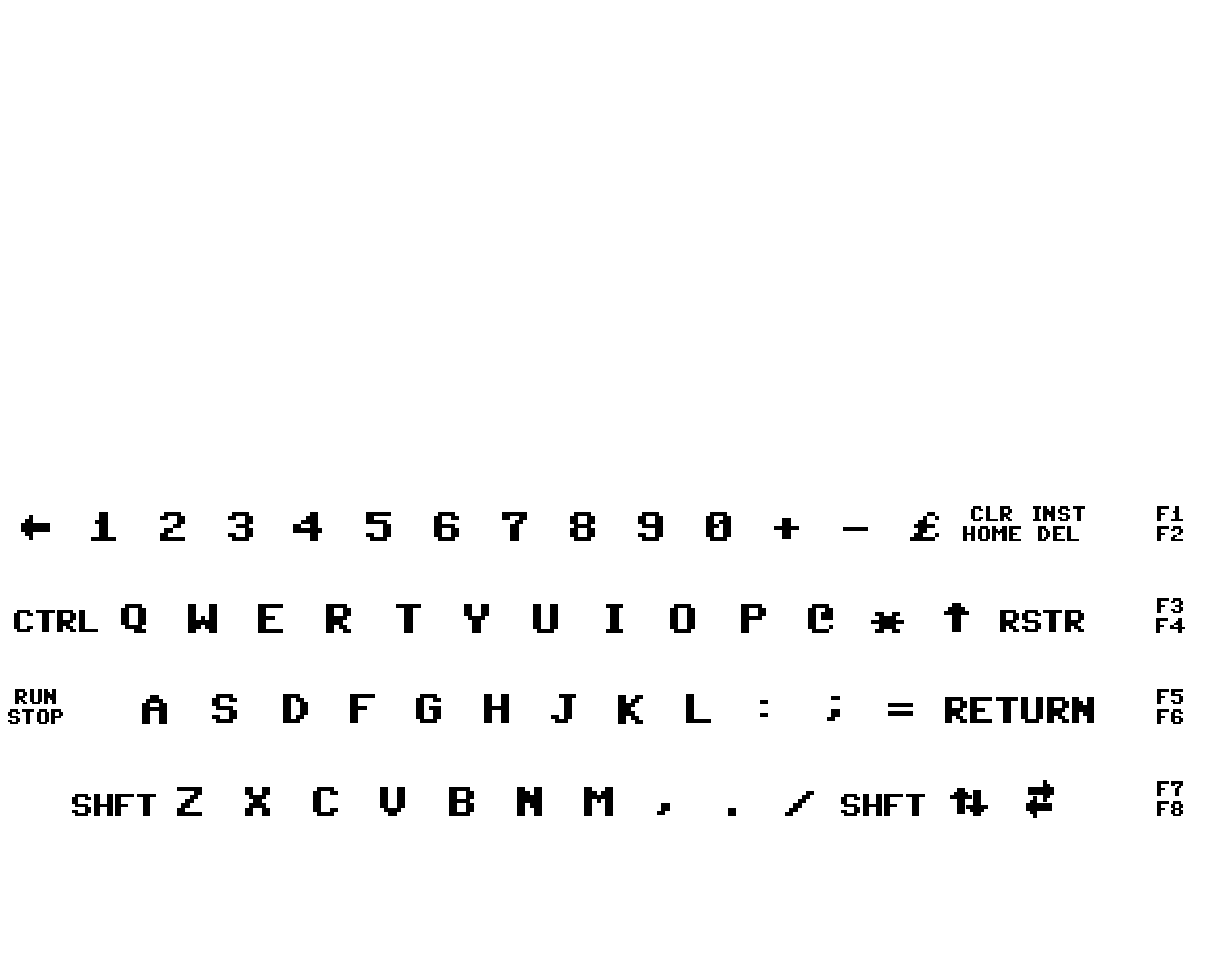 ← 1 2 3 4 5 6 7 8 9 0 + - £ CLR INST F1
HOME DEL F2
CTRL Q W E R T Y U I O P @ * ↑ RSTR F3
F4
RUN A S D F G H J K L : ; = RETURN F5
STOP F6
SHFT Z X C V B N M , . / SHFT ⇅ ⇄ F7
F8